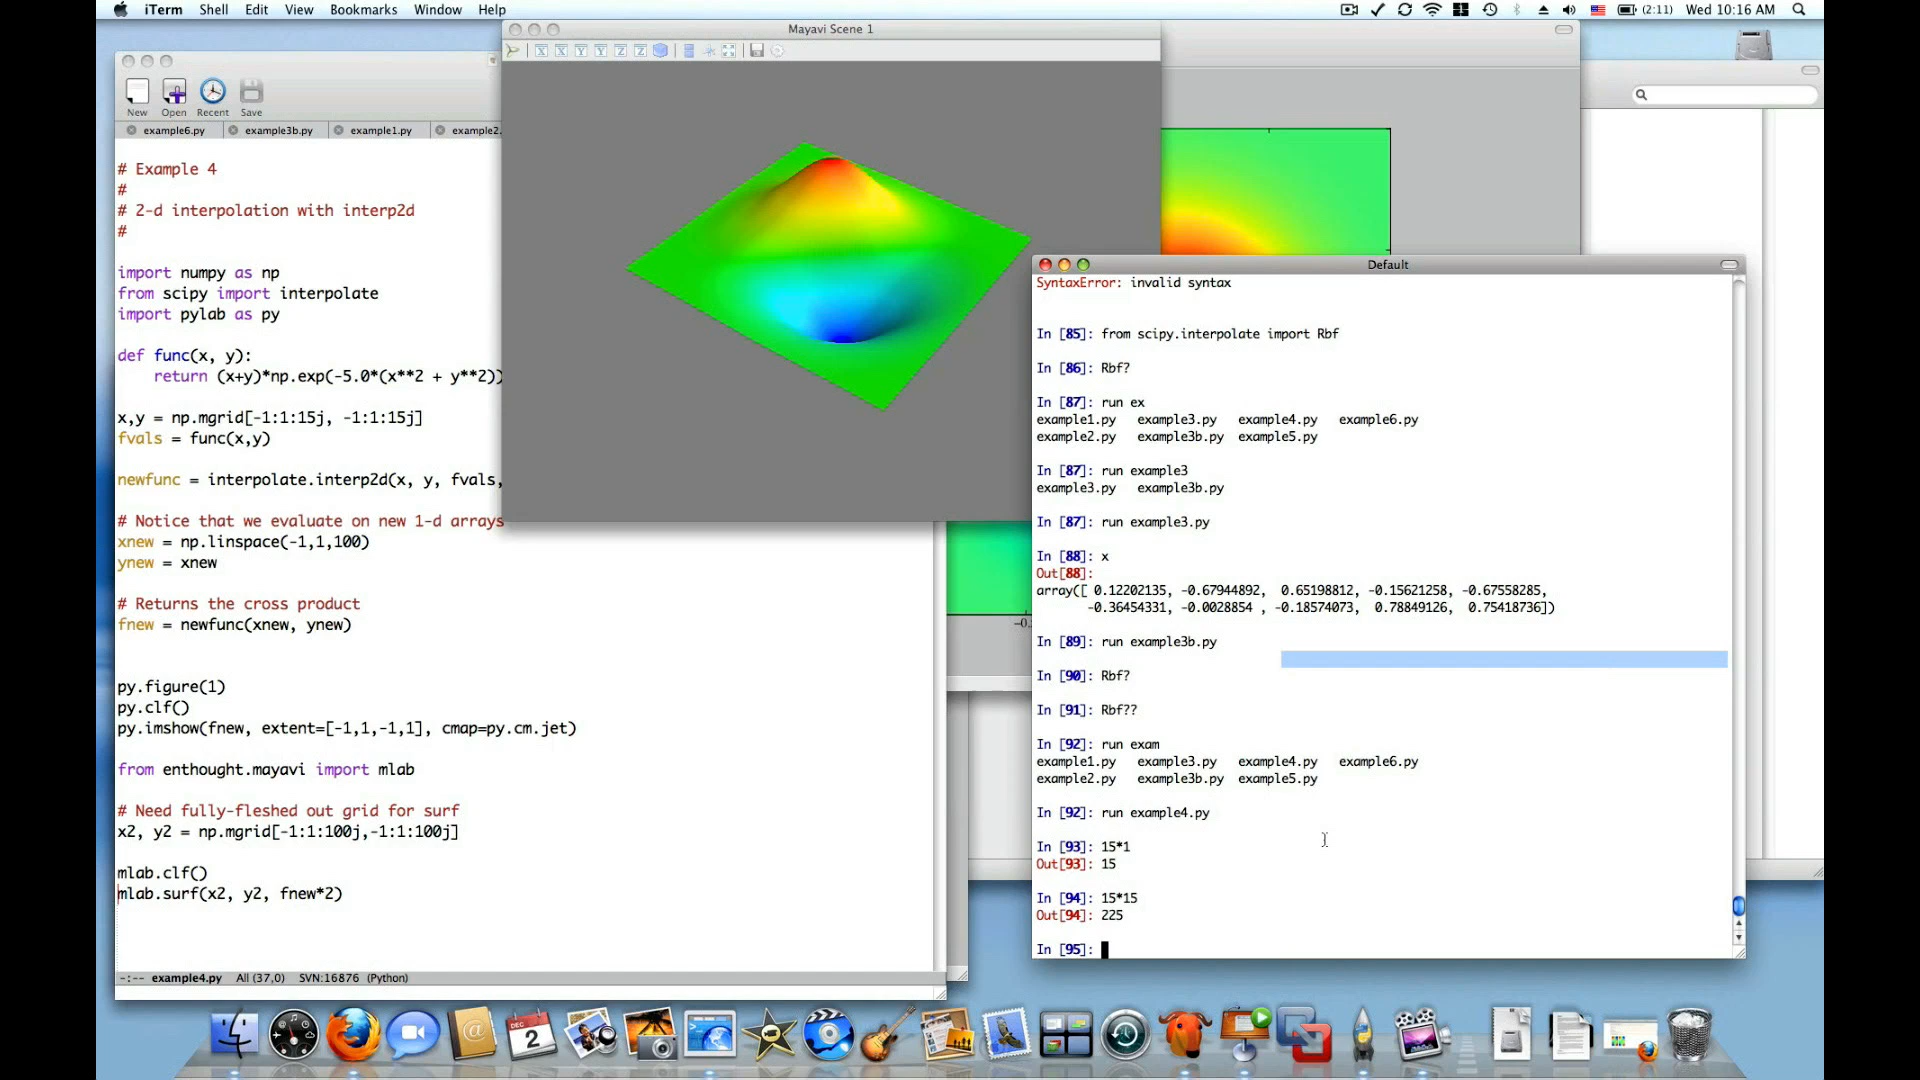 iTerm Shell Edit View Bookmarks Window Help
(2:11) Wed 10:16 AM
Mayavi Scene 1
New Open Recent Save
example6.py example3b.py example1.py example2.
# Example 4
#
# 2-d interpolation with interp2d
#
import numpy as np
from scipy import interpolate
import pylab as py
def func(x, y):
return (x+y)*np.exp(-5.0*(x**2 + y**2))
x,y = np.mgrid[-1:1:15j, -1:1:15j]
fvals = func(x,y)
newfunc = interpolate.interp2d(x, y, fvals,
# Notice that we evaluate on new 1-d arrays
xnew = np.linspace(-1,1,100)
ynew = xnew
# Returns the cross product
fnew = newfunc(xnew, ynew)
py.figure(1)
py.clf()
py.imshow(fnew, extent=[-1,1,-1,1], cmap=py.cm.jet)
from enthought.mayavi import mlab
# Need fully-fleshed out grid for surf
x2, y2 = np.mgrid[-1:1:100j,-1:1:100j]
mlab.clf()
mlab.surf(x2, y2, fnew*2)
-:-- example4.py All (37,0) SVN:16876 (Python)
X X Y Y Z Z
Default
SyntaxError: invalid syntax
In [85]: from scipy.interpolate import Rbf
In [86]: Rbf?
In [87]: run ex
example1.py example3.py example4.py example6.py
example2.py example3b.py example5.py
In [87]: run example3
example3.py example3b.py
In [87]: run example3.py
In [88]: x
Out[88]:
array([ 0.12202135, -0.67944892, 0.65198812, -0.15621258, -0.67558285,
-0.36454331, -0.0028854 , -0.18574073, 0.78849126, 0.75418736])
In [89]: run example3b.py
In [90]: Rbf?
In [91]: Rbf??
In [92]: run exam
example1.py example3.py example4.py example6.py
example2.py example3b.py example5.py
In [92]: run example4.py
In [93]: 15*1
Out[93]: 15
In [94]: 15*15
Out[94]: 225
In [95]:
DEC
2